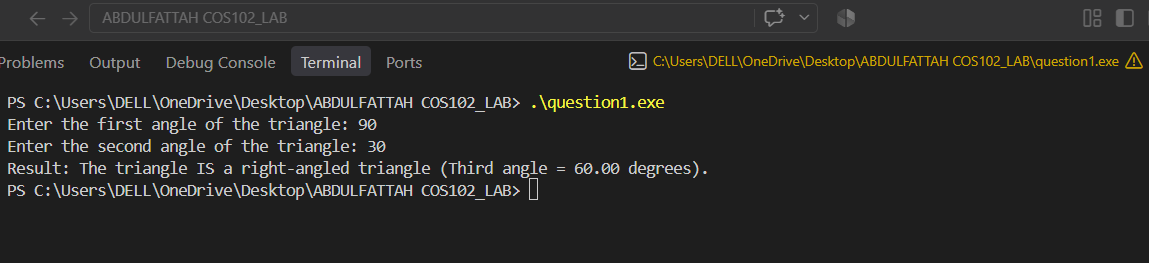 ABDULFATTAH COS102_LAB
Problems Output Debug Console Terminal Ports C:\Users\DELL\OneDrive\Desktop\ABDULFATTAH COS102_LAB\question1.exe
PS C:\Users\DELL\OneDrive\Desktop\ABDULFATTAH COS102_LAB> .\question1.exe
Enter the first angle of the triangle: 90
Enter the second angle of the triangle: 30
Result: The triangle IS a right-angled triangle (Third angle = 60.00 degrees).
PS C:\Users\DELL\OneDrive\Desktop\ABDULFATTAH COS102_LAB>